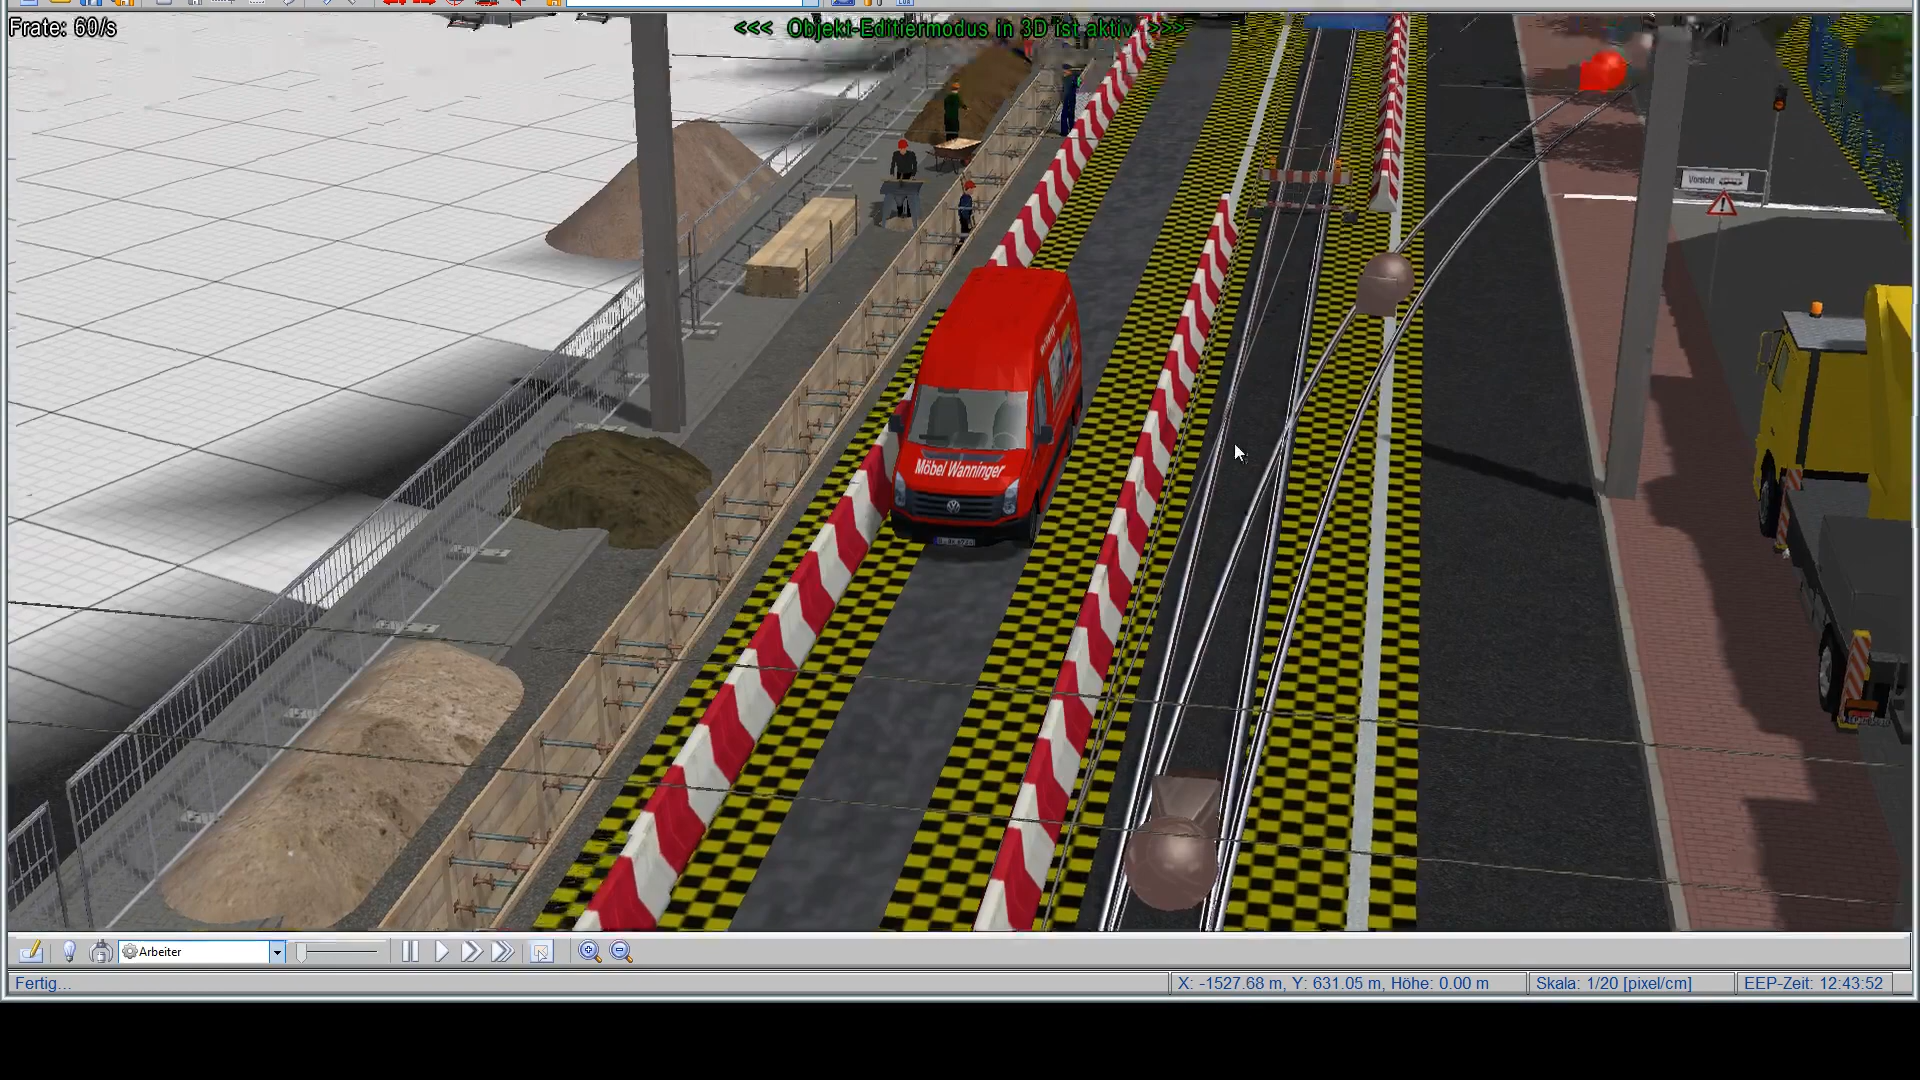 Frate: 60/s
<<< Objekt-Editiermodus in 3D ist aktiv >>>
Vorsicht
Möbel Wanninger
Arbeiter
Fertig...
X: -1527.68 m, Y: 631.05 m, Höhe: 0.00 m
Skala: 1/20 [pixel/cm]
EEP-Zeit: 12:43:52